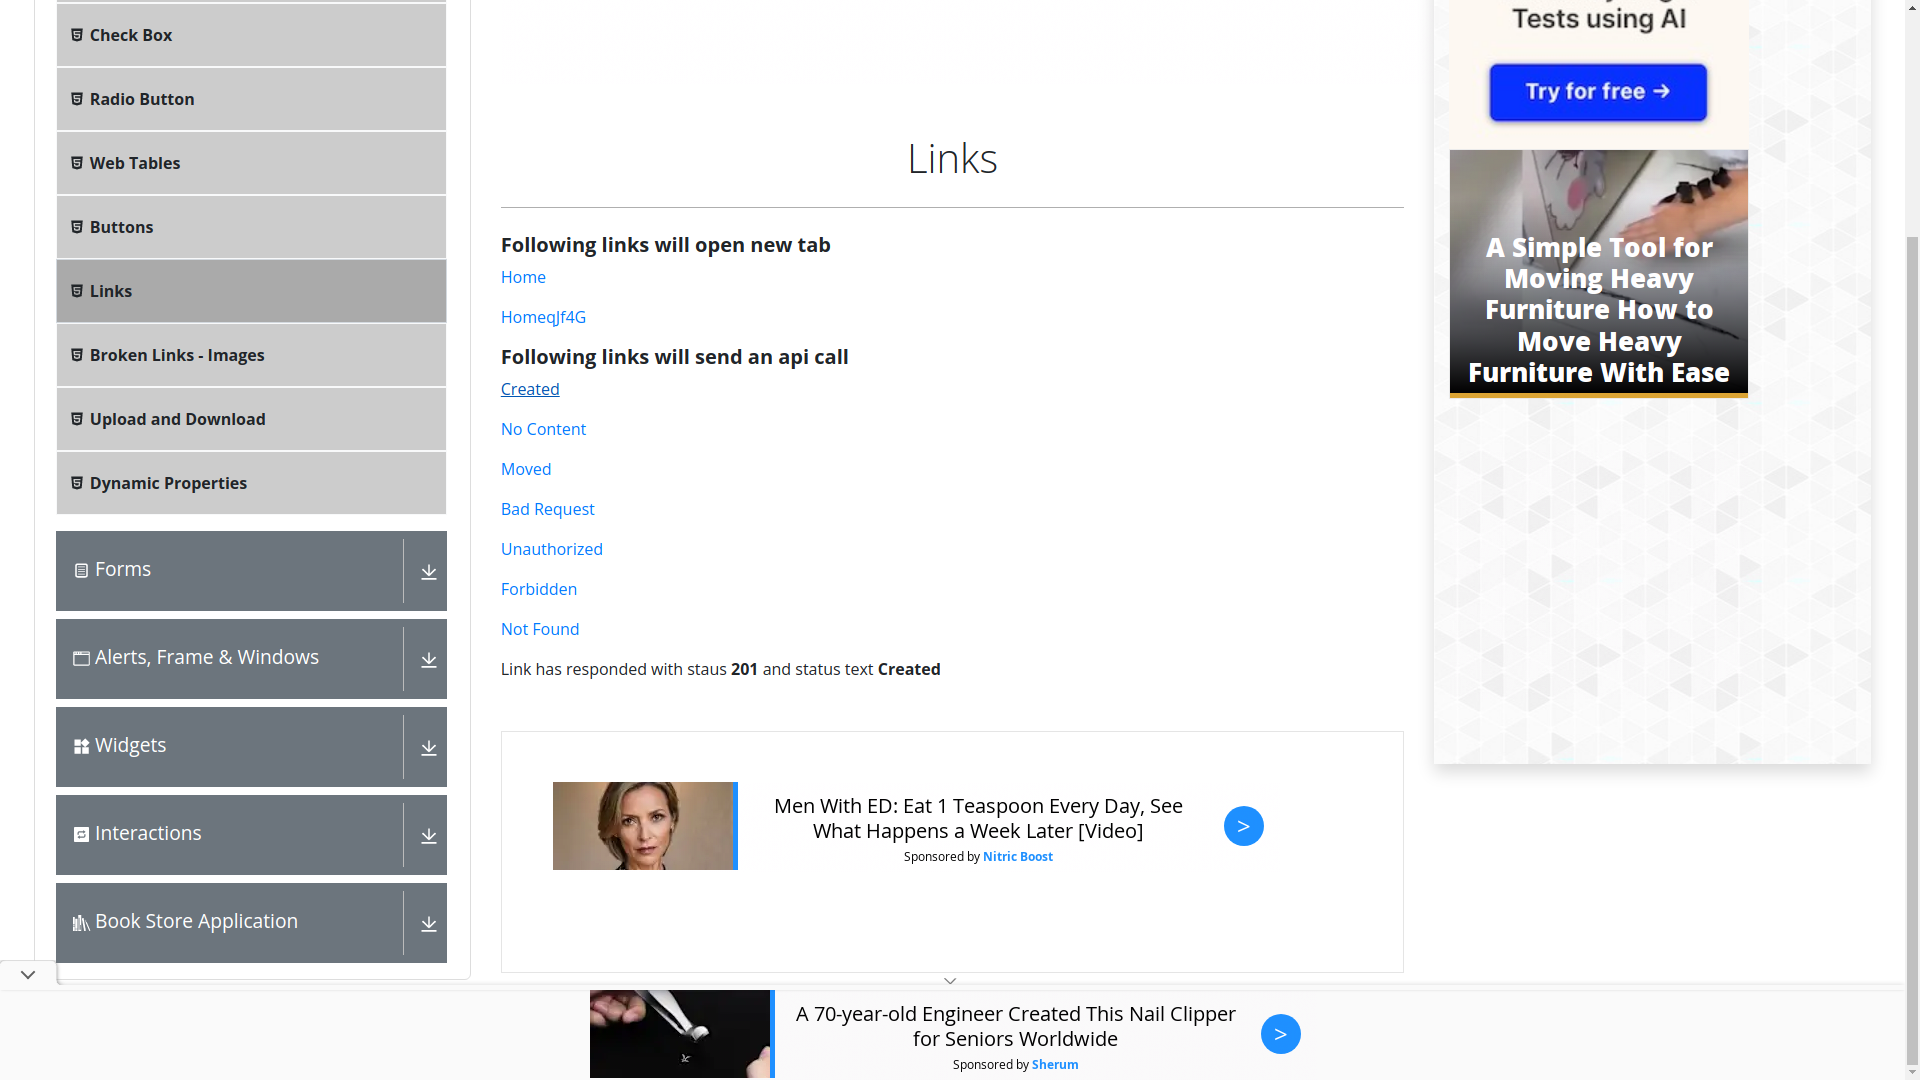 Check Box
Radio Button
Web Tables
Buttons
Links
Broken Links - Images
Upload and Download
Dynamic Properties
Forms
Alerts, Frame & Windows
Widgets
Interactions
Book Store Application
Links
Following links will open new tab
Home
HomeqJf4G
Following links will send an api call
Created
No Content
Moved
Bad Request
Unauthorized
Forbidden
Not Found
Link has responded with staus 201 and status text Created
Men With ED: Eat 1 Teaspoon Every Day, See
What Happens a Week Later [Video]
Sponsored by Nitric Boost
>
Tests using AI
Try for free →
A Simple Tool for
Moving Heavy
Furniture How to
Move Heavy
Furniture With Ease
A 70-year-old Engineer Created This Nail Clipper
for Seniors Worldwide
Sponsored by Sherum
>